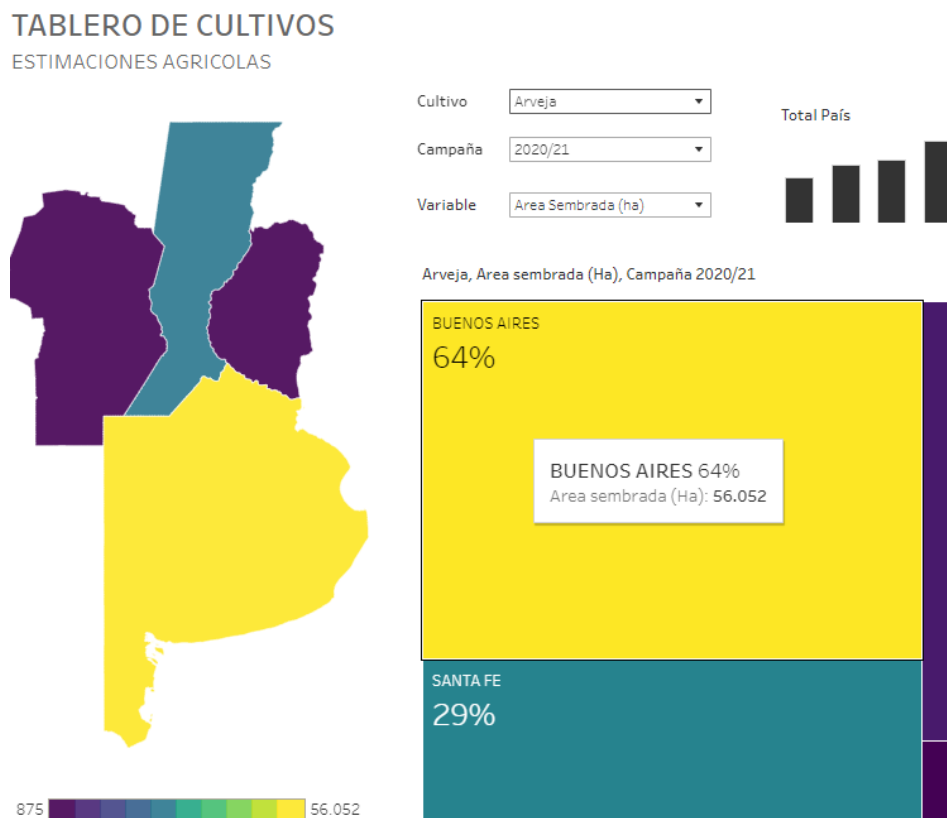 TABLERO DE CULTIVOS
ESTIMACIONES AGRICOLAS
Cultivo
Arveja
Campaña
2020/21
Variable
Area Sembrada (ha)
Total País
Arveja, Area sembrada (Ha), Campaña 2020/21
BUENOS AIRES
64%
BUENOS AIRES 64%
Area sembrada (Ha): 56.052
SANTA FE
29%
875
56.052